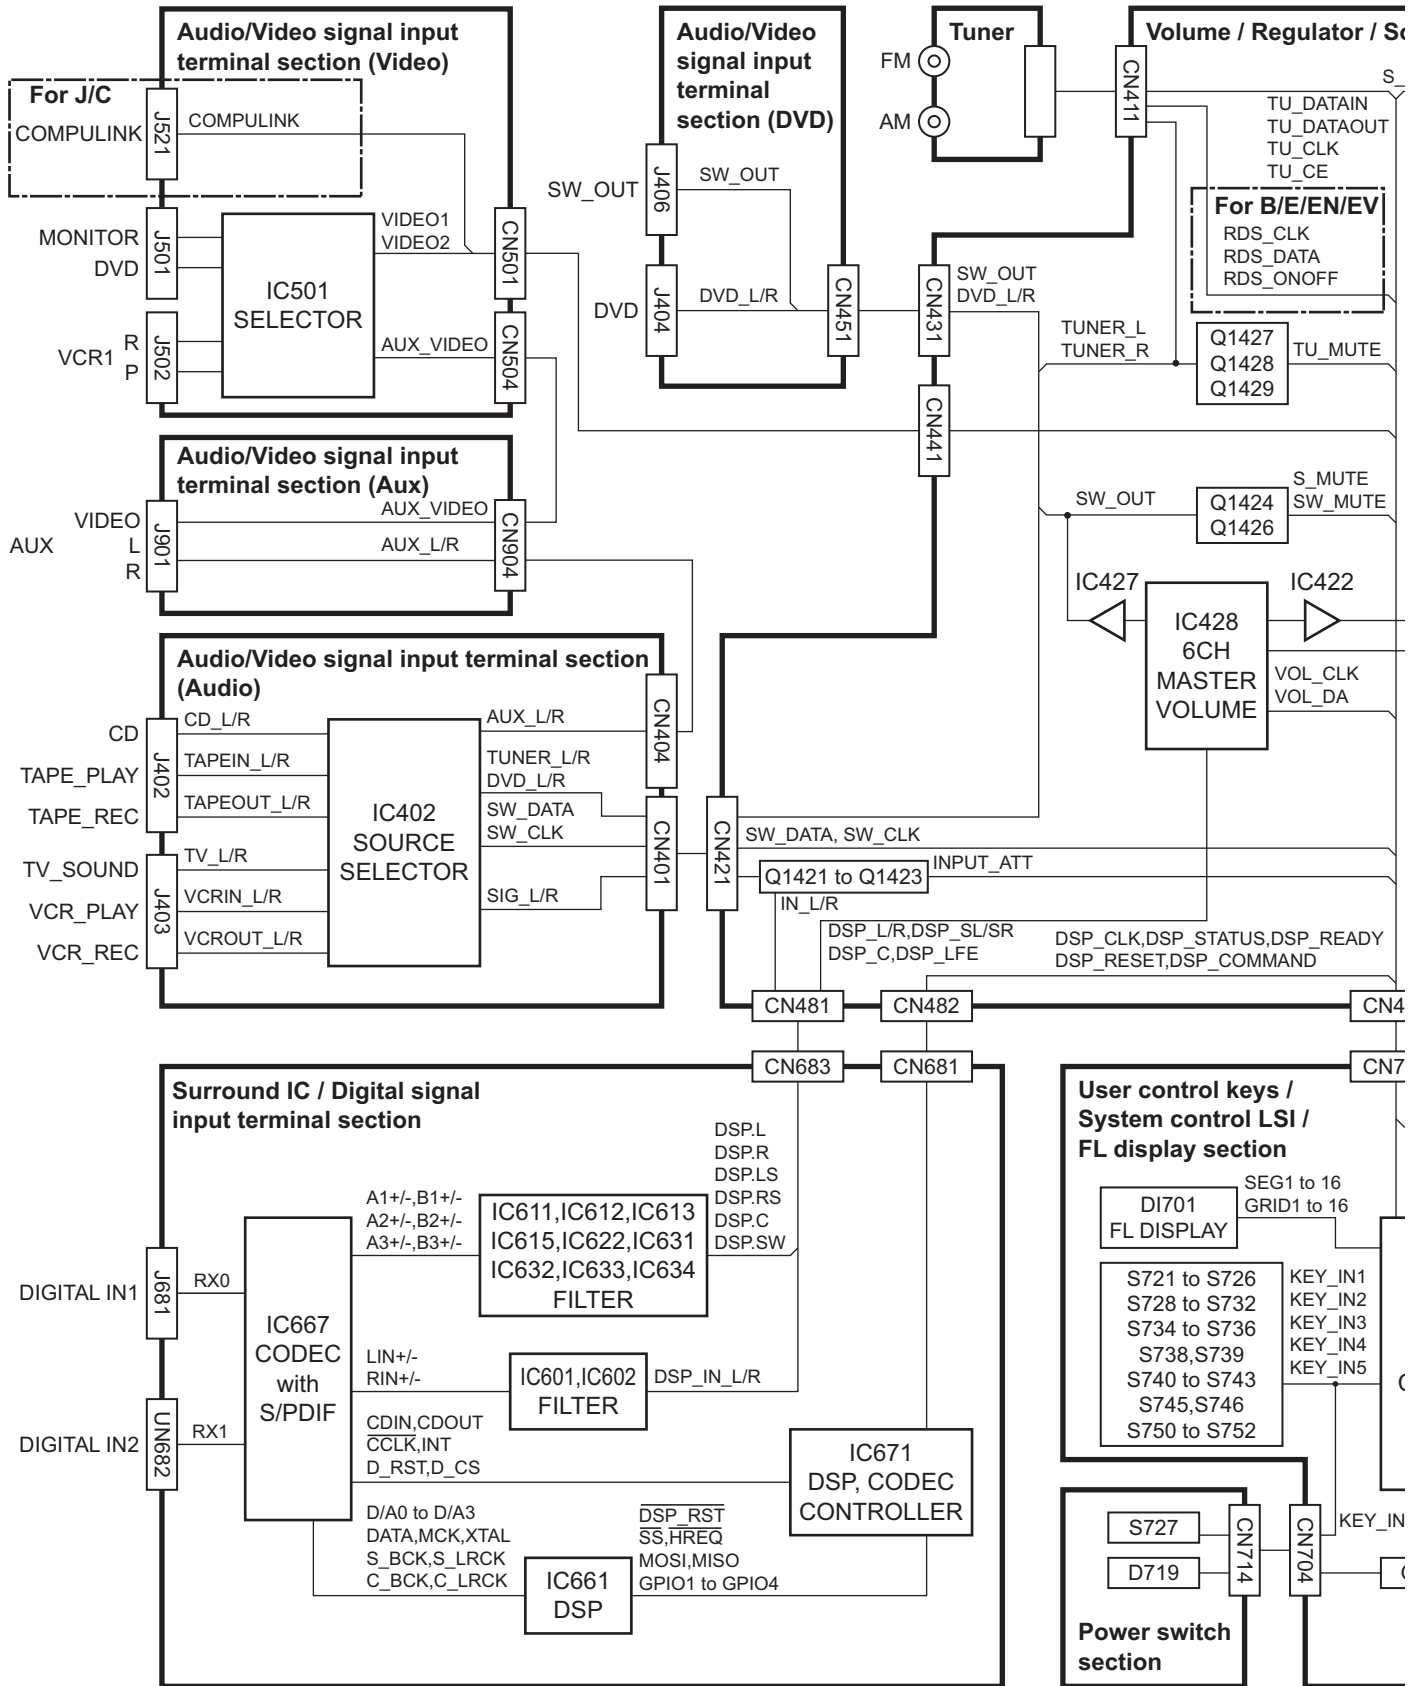 Audio/Video signal input
terminal section (Video)
For J/C
COMPULINK
J521
COMPULINK
MONITOR
DVD
J501
VCR1
R
P
J502
IC501
SELECTOR
VIDEO1
VIDEO2
AUX_VIDEO
CN501
CN504
Audio/Video
signal input
terminal
section (DVD)
SW_OUT
J406
SW_OUT
DVD
J404
DVD_L/R
CN451
Tuner
FM
AM
Volume / Regulator / So
CN411
S_
TU_DATAIN
TU_DATAOUT
TU_CLK
TU_CE
For B/E/EN/EV
RDS_CLK
RDS_DATA
RDS_ONOFF
CN431
SW_OUT
DVD_L/R
TUNER_L
TUNER_R
Q1427
Q1428
Q1429
TU_MUTE
CN441
SW_OUT
Q1424
Q1426
S_MUTE
SW_MUTE
IC427
IC422
IC428
6CH
MASTER
VOLUME
VOL_CLK
VOL_DA
Audio/Video signal input
terminal section (Aux)
AUX
VIDEO
L
R
J901
AUX_VIDEO
AUX_L/R
CN904
Audio/Video signal input terminal section
(Audio)
CD
TAPE_PLAY
TAPE_REC
J402
TV_SOUND
VCR_PLAY
VCR_REC
J403
CD_L/R
TAPEIN_L/R
TAPEOUT_L/R
TV_L/R
VCRIN_L/R
VCROUT_L/R
IC402
SOURCE
SELECTOR
AUX_L/R
TUNER_L/R
DVD_L/R
SW_DATA
SW_CLK
SIG_L/R
CN404
CN401
CN421
SW_DATA, SW_CLK
Q1421 to Q1423
INPUT_ATT
IN_L/R
DSP_L/R,DSP_SL/SR
DSP_C,DSP_LFE
DSP_CLK,DSP_STATUS,DSP_READY
DSP_RESET,DSP_COMMAND
CN481
CN482
CN4
CN683
CN681
CN7
Surround IC / Digital signal
input terminal section
DIGITAL IN1
J681
RX0
DIGITAL IN2
UN682
RX1
IC667
CODEC
with
S/PDIF
A1+/-,B1+/-
A2+/-,B2+/-
A3+/-,B3+/-
IC611,IC612,IC613
IC615,IC622,IC631
IC632,IC633,IC634
FILTER
DSP.L
DSP.R
DSP.LS
DSP.RS
DSP.C
DSP.SW
LIN+/-
RIN+/-
IC601,IC602
FILTER
DSP_IN_L/R
CDIN,CDOUT
CCLK,INT
D_RST,D_CS
IC671
DSP, CODEC
CONTROLLER
D/A0 to D/A3
DATA,MCK,XTAL
S_BCK,S_LRCK
C_BCK,C_LRCK
IC661
DSP
DSP_RST
SS,HREQ
MOSI,MISO
GPIO1 to GPIO4
User control keys /
System control LSI /
FL display section
DI701
FL DISPLAY
SEG1 to 16
GRID1 to 16
S721 to S726
S728 to S732
S734 to S736
S738,S739
S740 to S743
S745,S746
S750 to S752
KEY_IN1
KEY_IN2
KEY_IN3
KEY_IN4
KEY_IN5
S727
D719
CN714
CN704
KEY_IN
Power switch
section